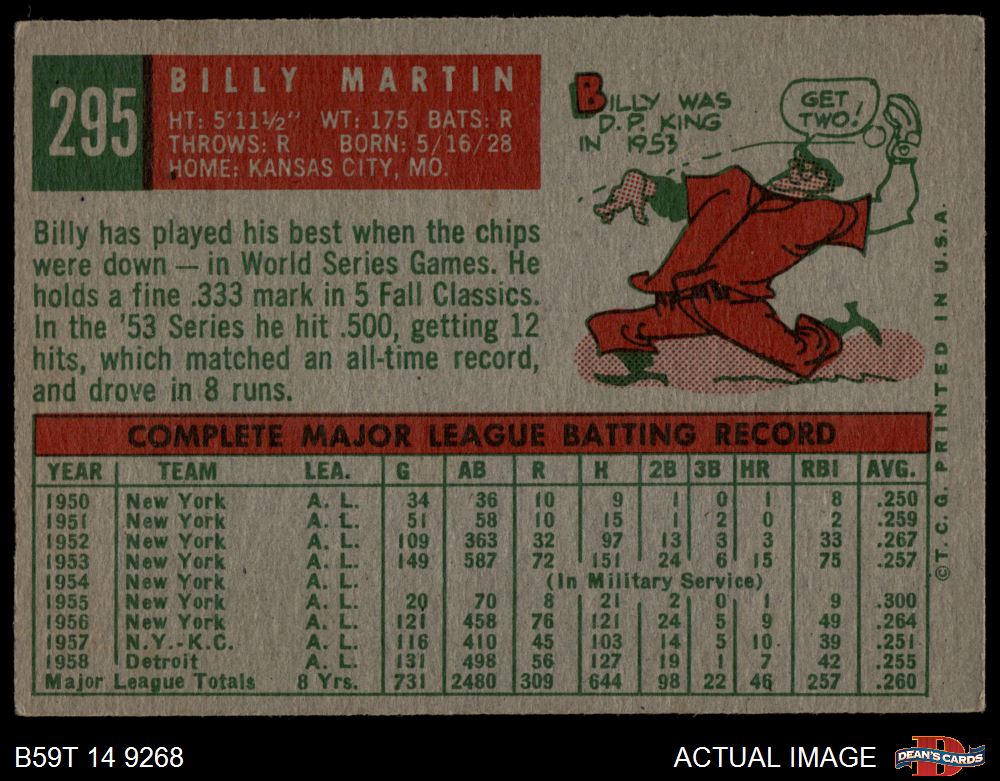 295
BILLY MARTIN
HT: 5'11½" WT: 175 BATS: R
THROWS: R BORN: 5/16/28
HOME: KANSAS CITY, MO.
BILLY WAS
D.P. KING
IN 1953
GET
TWO!
Billy has played his best when the chips
were down — in World Series Games. He
holds a fine .333 mark in 5 Fall Classics.
In the '53 Series he hit .500, getting 12
hits, which matched an all-time record,
and drove in 8 runs.
COMPLETE MAJOR LEAGUE BATTING RECORD
YEAR TEAM LEA. G AB R H 2B 3B HR RBI AVG.
1950 New York A. L. 34 36 10 9 1 0 1 8 .250
1951 New York A. L. 51 58 10 15 1 2 0 2 .259
1952 New York A. L. 109 363 32 97 13 3 3 33 .267
1953 New York A. L. 149 587 72 151 24 6 15 75 .257
1954 New York A. L. (In Military Service)
1955 New York A. L. 20 70 8 21 2 0 1 9 .300
1956 New York A. L. 121 458 76 121 24 5 9 49 .264
1957 N.Y.-K.C. A. L. 116 410 45 103 14 5 10 39 .251
1958 Detroit A. L. 131 498 56 127 19 1 7 42 .255
Major League Totals 8 Yrs. 731 2480 309 644 98 22 46 257 .260
©T. C. G. PRINTED IN U.S.A.
B59T 14 9268
ACTUAL IMAGE
D
DEAN'S CARDS